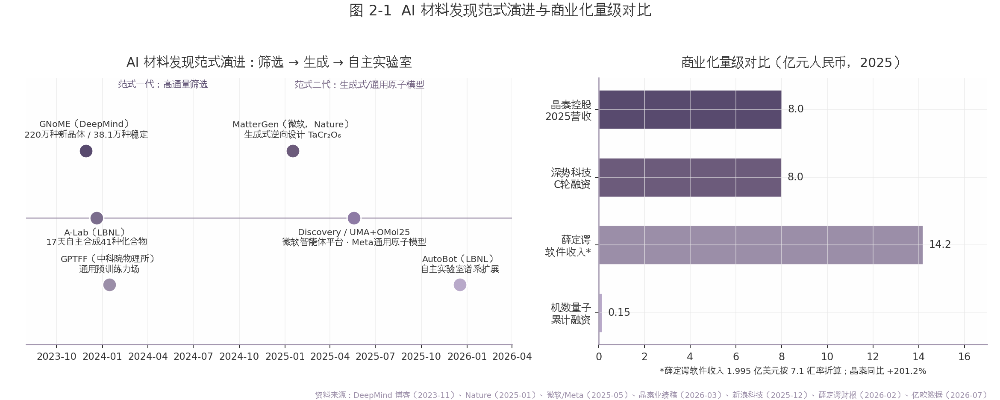 图 2-1 AI 材料发现范式演进与商业化量级对比
AI 材料发现范式演进：筛选 → 生成 → 自主实验室
范式一代：高通量筛选
范式二代：生成式/通用原子模型
GNoME（DeepMind）
220万种新晶体 / 38.1万种稳定
MatterGen（微软，Nature）
生成式逆向设计 TaCr₂O₆
A-Lab（LBNL）
17天自主合成41种化合物
Discovery / UMA+OMol25
微软智能体平台 · Meta通用原子模型
GPTFF（中科院物理所）
通用预训练力场
AutoBot（LBNL）
自主实验室谱系扩展
2023-10 2024-01 2024-04 2024-07 2024-10 2025-01 2025-04 2025-07 2025-10 2026-01 2026-04
商业化量级对比（亿元人民币，2025）
晶泰控股
2025营收
8.0
深势科技
C轮融资
8.0
薛定谔
软件收入*
14.2
机数量子
累计融资
0.15
0 2 4 6 8 10 12 14 16
*薛定谔软件收入 1.995 亿美元按 7.1 汇率折算；晶泰同比 +201.2%
资料来源：DeepMind 博客（2023-11）、Nature（2025-01）、微软/Meta（2025-05）、晶泰业绩稿（2026-03）、新浪科技（2025-12）、薛定谔财报（2026-02）、亿欧数据（2026-07）